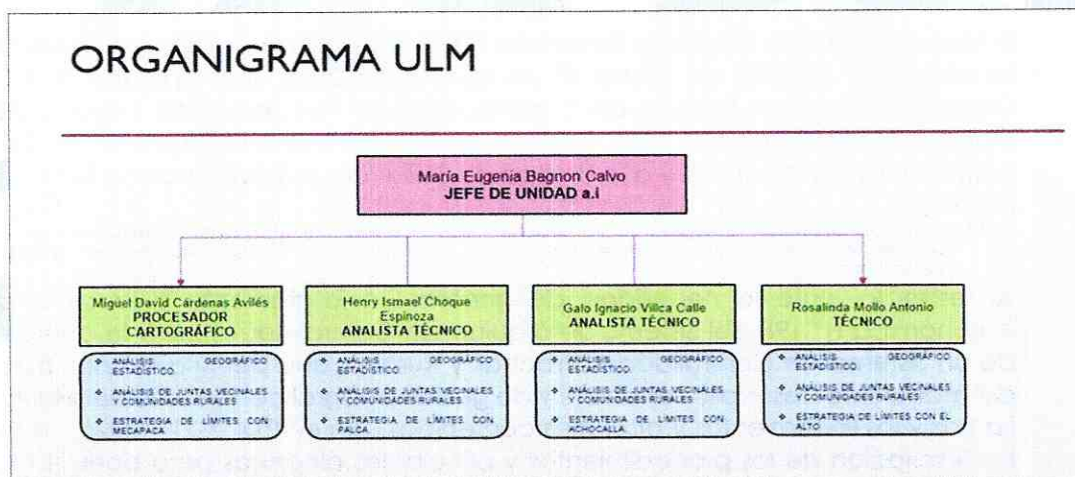 ORGANIGRAMA ULM
María Eugenia Bagnon Calvo
JEFE DE UNIDAD a.i
Miguel David Cárdenas Avilés
PROCESADOR
CARTOGRÁFICO
❖ ANÁLISIS GEOGRÁFICO
ESTADÍSTICO.
❖ ANÁLISIS DE JUNTAS VECINALES
Y COMUNIDADES RURALES
❖ ESTRATEGIA DE LÍMITES CON
MECAPACA
Henry Ismael Choque
Espinoza
ANALISTA TÉCNICO
❖ ANÁLISIS GEOGRÁFICO
ESTADÍSTICO.
❖ ANÁLISIS DE JUNTAS VECINALES
Y COMUNIDADES RURALES
❖ ESTRATEGIA DE LÍMITES CON
PALCA.
Galo Ignacio Villca Calle
ANALISTA TÉCNICO
❖ ANÁLISIS GEOGRÁFICO
ESTADÍSTICO.
❖ ANÁLISIS DE JUNTAS VECINALES
Y COMUNIDADES RURALES
❖ ESTRATEGIA DE LÍMITES CON
ACHOCALLA.
Rosalinda Mollo Antonio
TÉCNICO
❖ ANÁLISIS GEOGRÁFICO
ESTADÍSTICO.
❖ ANÁLISIS DE JUNTAS VECINALES
Y COMUNIDADES RURALES
❖ ESTRATEGIA DE LÍMITES CON EL
ALTO